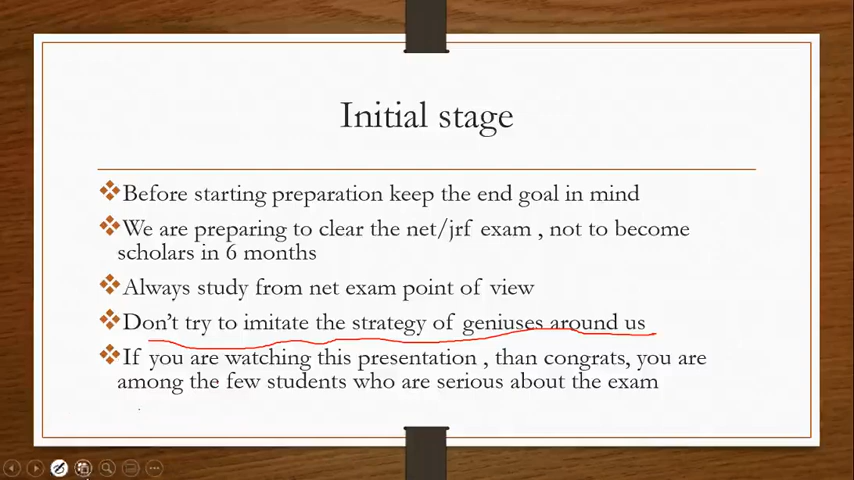 Initial stage
Before starting preparation keep the end goal in mind
We are preparing to clear the net/jrf exam , not to become
scholars in 6 months
Always study from net exam point of view
Don't try to imitate the strategy of geniuses around us
If you are watching this presentation , than congrats, you are
among the few students who are serious about the exam